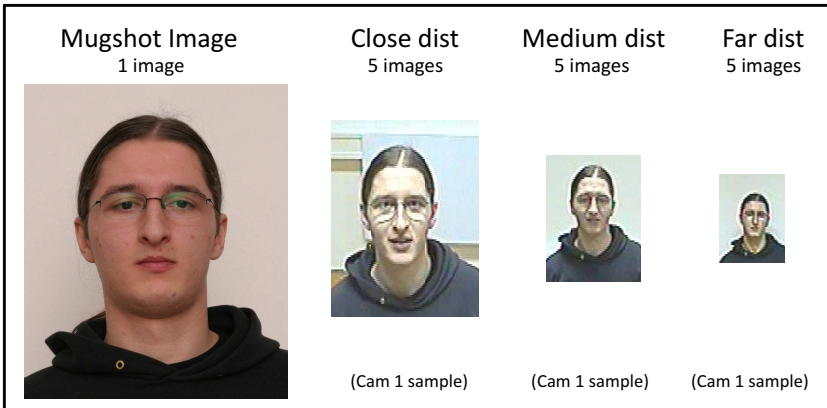 Mugshot Image
1 image
Close dist
5 images
Medium dist
5 images
Far dist
5 images
(Cam 1 sample)
(Cam 1 sample)
(Cam 1 sample)